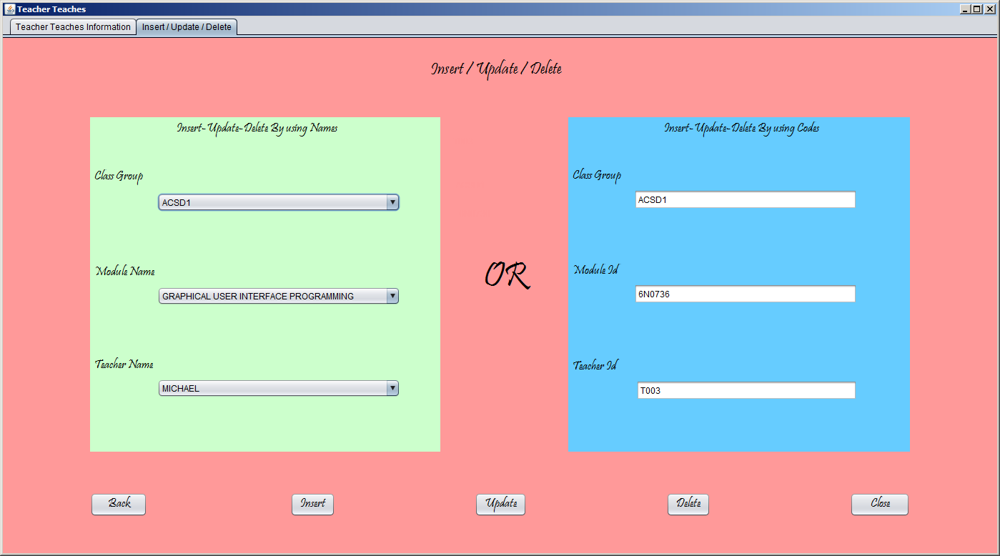 Teacher Teaches
Teacher Teaches Information
Insert / Update / Delete
Insert / Update / Delete
Insert-Update-Delete By using Names
Class Group
ACSD1
Module Name
GRAPHICAL USER INTERFACE PROGRAMMING
Teacher Name
MICHAEL
OR
Insert-Update-Delete By using Codes
Class Group
ACSD1
Module Id
6N0736
Teacher Id
T003
Back
Insert
Update
Delete
Close